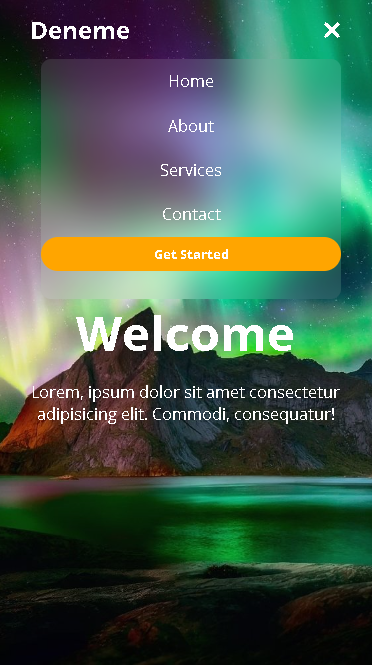 Deneme
Home
About
Services
Contact
Get Started
Welcome
Lorem, ipsum dolor sit amet consectetur
adipisicing elit. Commodi, consequatur!